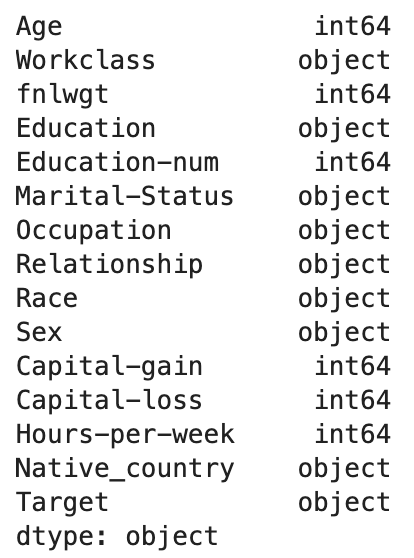 Age int64
Workclass object
fnlwgt int64
Education object
Education-num int64
Marital-Status object
Occupation object
Relationship object
Race object
Sex object
Capital-gain int64
Capital-loss int64
Hours-per-week int64
Native_country object
Target object
dtype: object